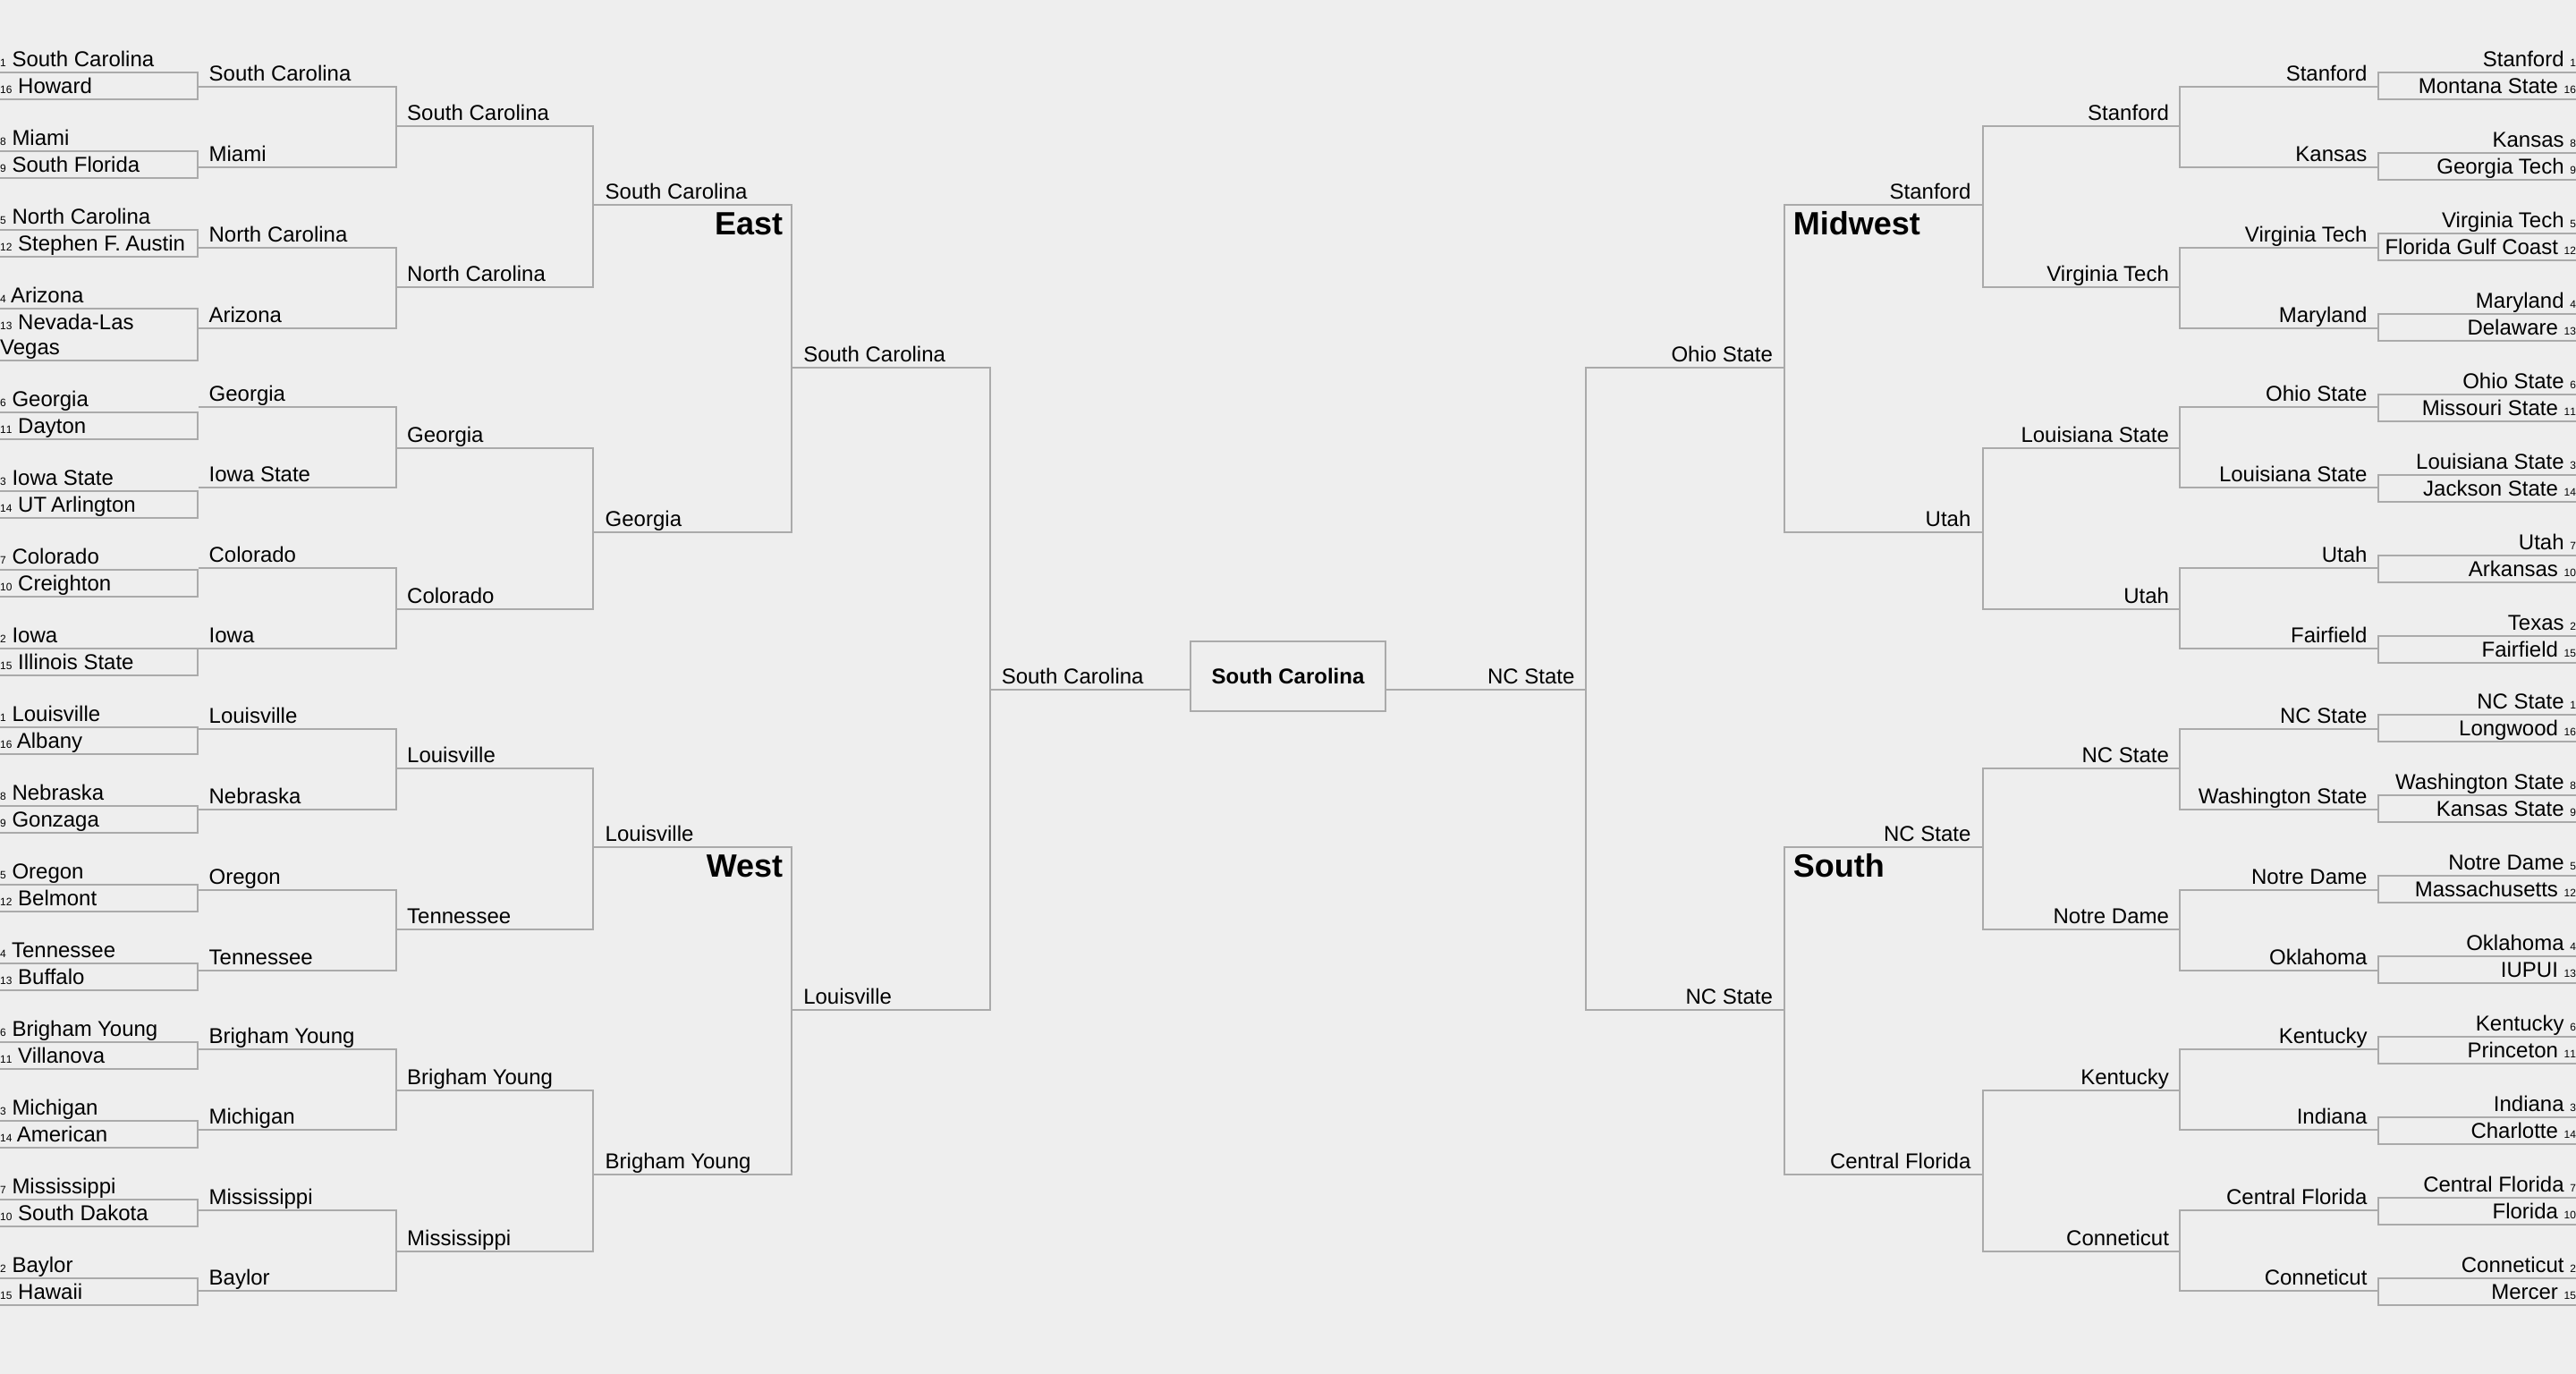 1 South Carolina
16 Howard
8 Miami
9 South Florida
5 North Carolina
12 Stephen F. Austin
4 Arizona
13 Nevada-Las
Vegas
6 Georgia
11 Dayton
3 Iowa State
14 UT Arlington
7 Colorado
10 Creighton
2 Iowa
15 Illinois State
1 Louisville
16 Albany
8 Nebraska
9 Gonzaga
5 Oregon
12 Belmont
4 Tennessee
13 Buffalo
6 Brigham Young
11 Villanova
3 Michigan
14 American
7 Mississippi
10 South Dakota
2 Baylor
15 Hawaii
South Carolina
Miami
North Carolina
Arizona
Georgia
Iowa State
Colorado
Iowa
Louisville
Nebraska
Oregon
Tennessee
Brigham Young
Michigan
Mississippi
Baylor
South Carolina
North Carolina
Georgia
Colorado
Louisville
Tennessee
Brigham Young
Mississippi
South Carolina
East
Georgia
Louisville
West
Brigham Young
South Carolina
Louisville
South Carolina
South Carolina
NC State
Ohio State
NC State
Stanford
Midwest
Utah
NC State
South
Central Florida
Stanford
Virginia Tech
Louisiana State
Utah
NC State
Notre Dame
Kentucky
Conneticut
Stanford
Kansas
Virginia Tech
Maryland
Ohio State
Louisiana State
Utah
Fairfield
NC State
Washington State
Notre Dame
Oklahoma
Kentucky
Indiana
Central Florida
Conneticut
Stanford 1
Montana State 16
Kansas 8
Georgia Tech 9
Virginia Tech 5
Florida Gulf Coast 12
Maryland 4
Delaware 13
Ohio State 6
Missouri State 11
Louisiana State 3
Jackson State 14
Utah 7
Arkansas 10
Texas 2
Fairfield 15
NC State 1
Longwood 16
Washington State 8
Kansas State 9
Notre Dame 5
Massachusetts 12
Oklahoma 4
IUPUI 13
Kentucky 6
Princeton 11
Indiana 3
Charlotte 14
Central Florida 7
Florida 10
Conneticut 2
Mercer 15